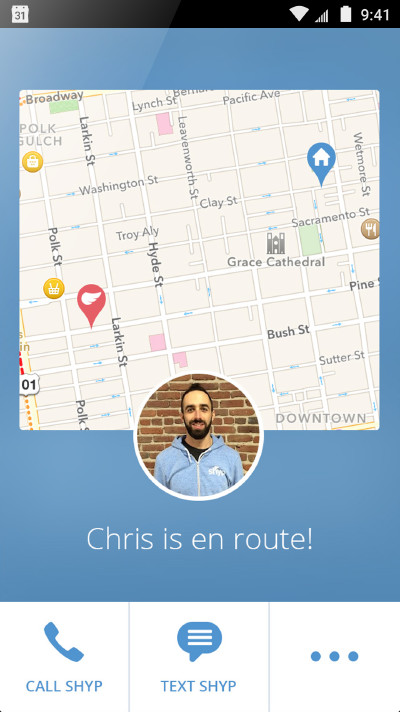 31
9:41
Broadway
Lynch St
Bernard
Pacific Ave
POLK
GULCH
Larkin St
Leavenworth St
Wetmore St
Washington St
Clay St
Sacramento St
Troy Aly
Polk St
Hyde St
Grace Cathedral
Pine S
Larkin St
Bush St
Sutter St
01
Polk S
DOWNTOWN
shyp
Chris is en route!
CALL SHYP
TEXT SHYP